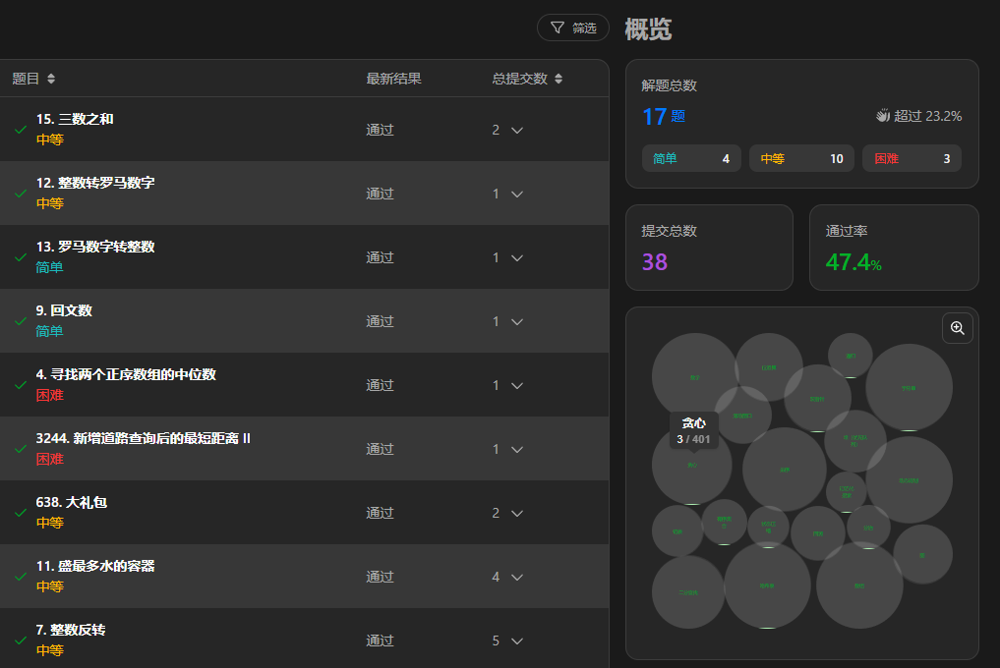 筛选
题目
最新结果
总提交数
15. 三数之和
中等
通过
2
12. 整数转罗马数字
中等
通过
1
13. 罗马数字转整数
简单
通过
1
9. 回文数
简单
通过
1
4. 寻找两个正序数组的中位数
困难
通过
1
3244. 新增道路查询后的最短距离 II
困难
通过
1
638. 大礼包
中等
通过
2
11. 盛最多水的容器
中等
通过
4
7. 整数反转
中等
通过
5
概览
解题总数
17 题
超过 23.2%
简单 4
中等 10
困难 3
提交总数
38
通过率
47.4%
贪心
3 / 401